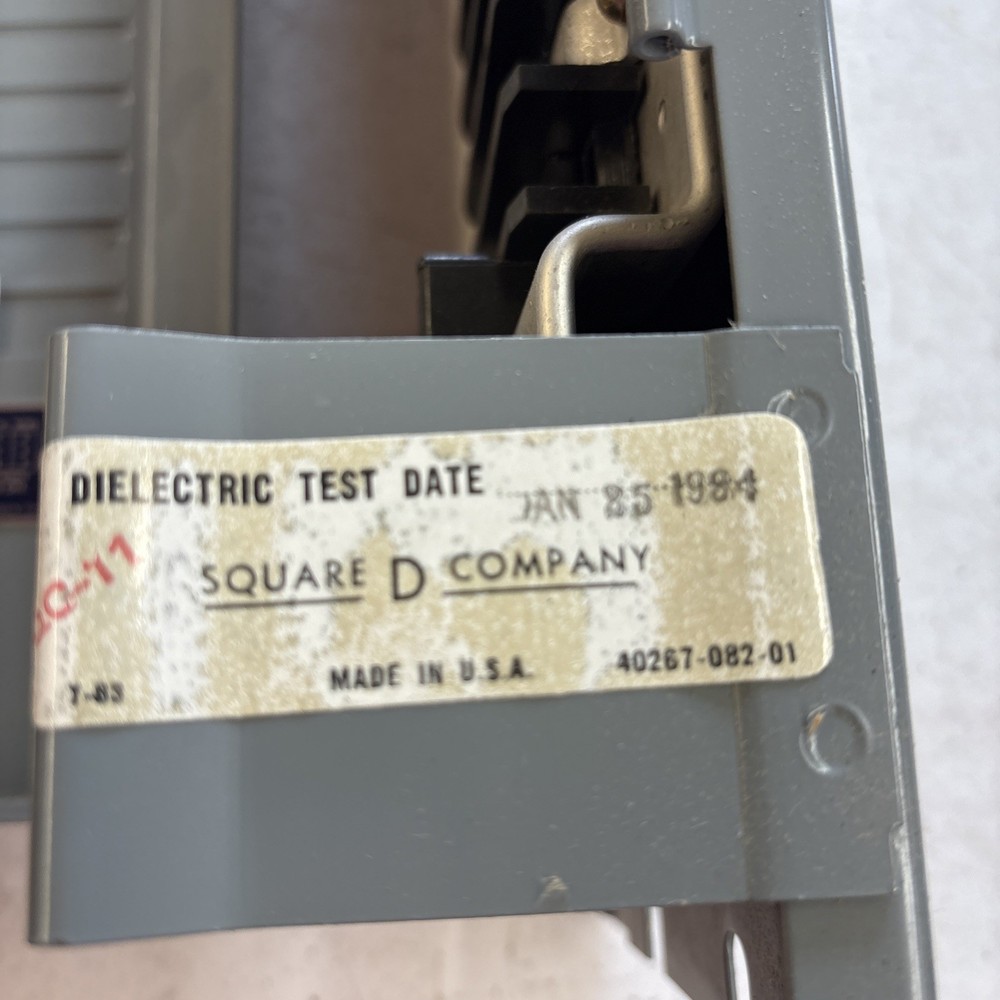 DIELECTRIC TEST DATE JAN 25 1984
SQUARE D COMPANY
MADE IN U.S.A.
40267-082-01
7-83